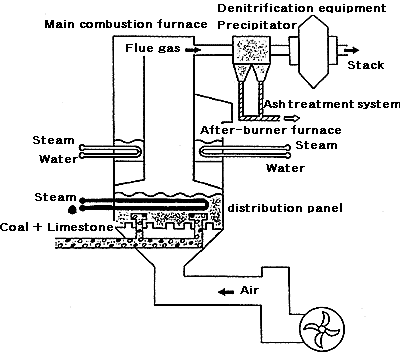 Denitrification equipment
Main combustion furnace
Precipitator
Flue gas
Stack
Ash treatment system
After-burner furnace
Steam
Water
Steam
Water
Steam
distribution panel
Coal + Limestone
Air